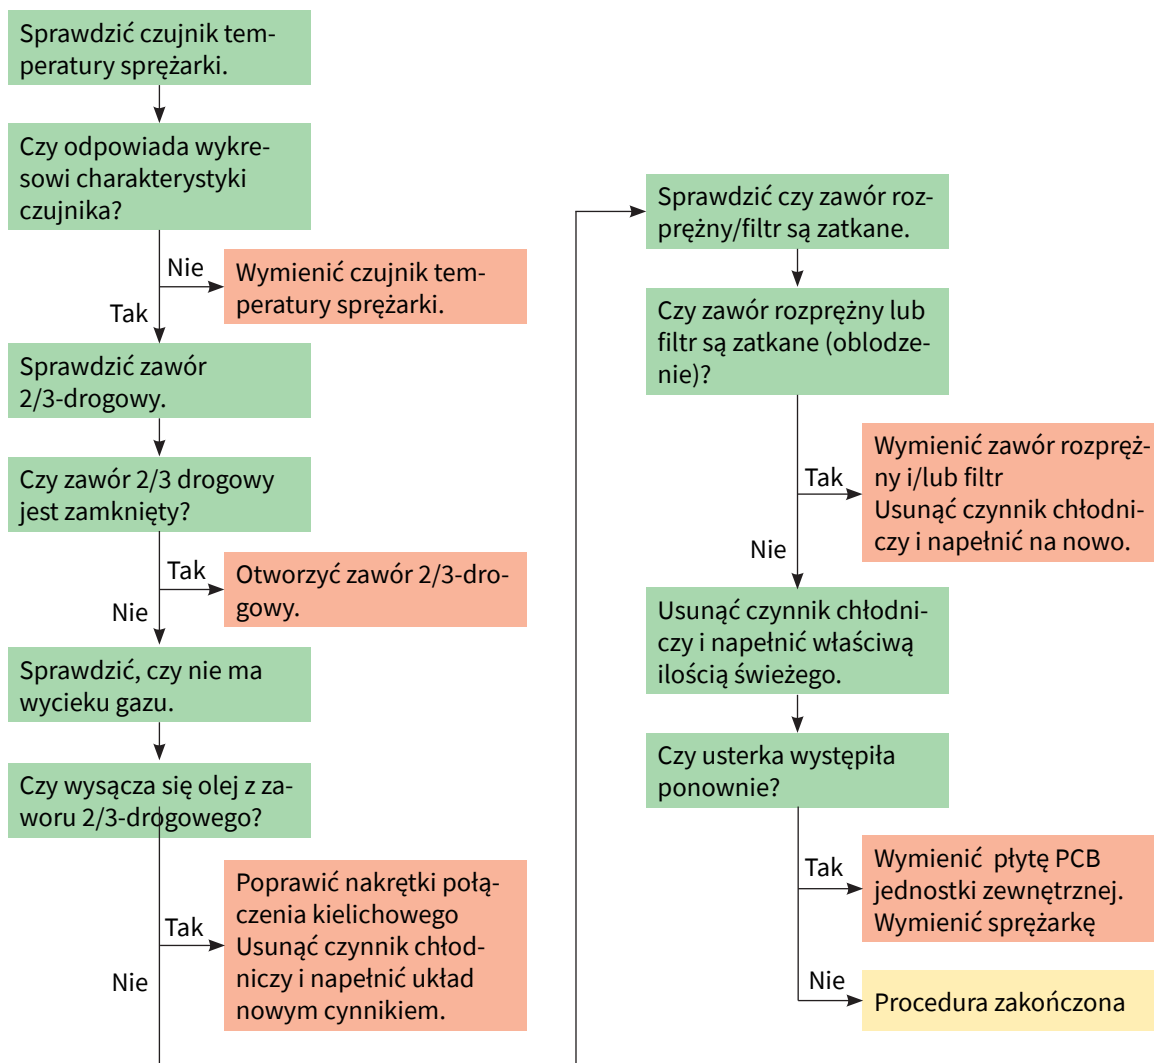 Sprawdzić czujnik tem-
peratury sprężarki.
Czy odpowiada wykre-
sowi charakterystyki
czujnika?
Nie
Wymienić czujnik tem-
peratury sprężarki.
Tak
Sprawdzić zawór
2/3-drogowy.
Czy zawór 2/3 drogowy
jest zamknięty?
Tak
Otworzyć zawór 2/3-dro-
gowy.
Nie
Sprawdzić, czy nie ma
wycieku gazu.
Czy wysącza się olej z za-
woru 2/3-drogowego?
Tak
Poprawić nakrętki połą-
czenia kielichowego
Usunąć czynnik chłod-
niczy i napełnić układ
nowym cynnikiem.
Nie
Sprawdzić czy zawór roz-
prężny/filtr są zatkane.
Czy zawór rozprężny lub
filtr są zatkane (oblodze-
nie)?
Tak
Wymienić zawór rozpręż-
ny i/lub filtr
Usunąć czynnik chłodni-
czy i napełnić na nowo.
Nie
Usunąć czynnik chłodni-
czy i napełnić właściwą
ilością świeżego.
Czy usterka wystąpiła
ponownie?
Tak
Wymienić płytę PCB
jednostki zewnętrznej.
Wymienić sprężarkę
Nie
Procedura zakończona